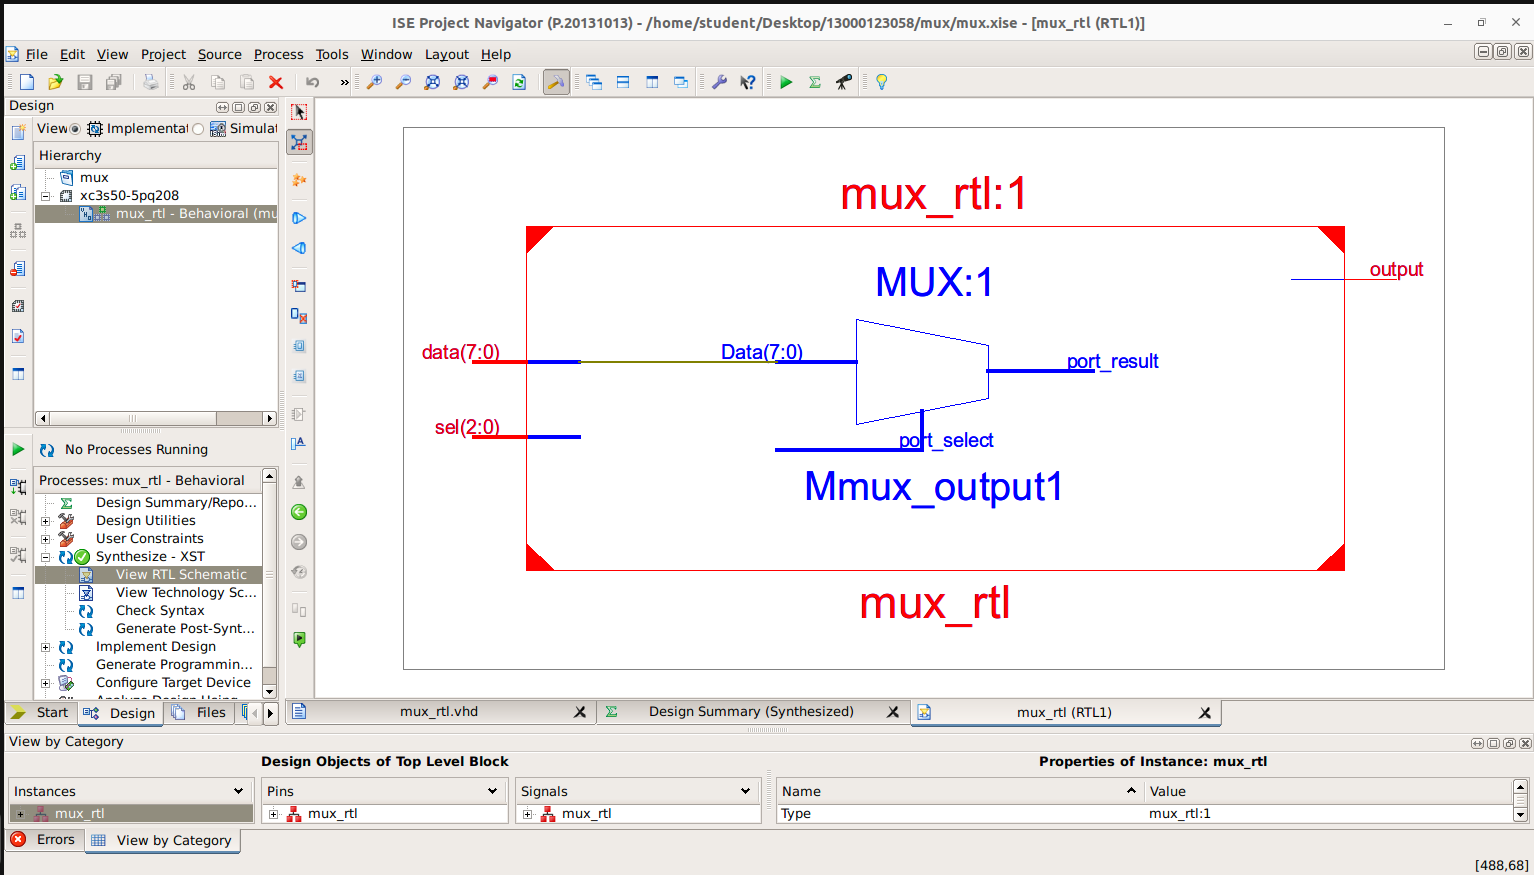 ISE Project Navigator (P.20131013) - /home/student/Desktop/13000123058/mux/mux.xise - [mux_rtl (RTL1)]
File Edit View Project Source Process Tools Window Layout Help
Design
View Implementat Simulat
Hierarchy
mux
xc3s50-5pq208
mux_rtl - Behavioral (mu
No Processes Running
Processes: mux_rtl - Behavioral
Design Summary/Repo...
Design Utilities
User Constraints
Synthesize - XST
View RTL Schematic
View Technology Sc...
Check Syntax
Generate Post-Synt...
Implement Design
Generate Programmin...
Configure Target Device
Start Design Files
mux_rtl:1
MUX:1
output
data(7:0)
Data(7:0)
port_result
sel(2:0)
port_select
Mmux_output1
mux_rtl
mux_rtl.vhd
Design Summary (Synthesized)
mux_rtl (RTL1)
View by Category
Design Objects of Top Level Block
Properties of Instance: mux_rtl
Instances Pins Signals Name Value
mux_rtl mux_rtl mux_rtl Type mux_rtl:1
Errors View by Category
[488,68]